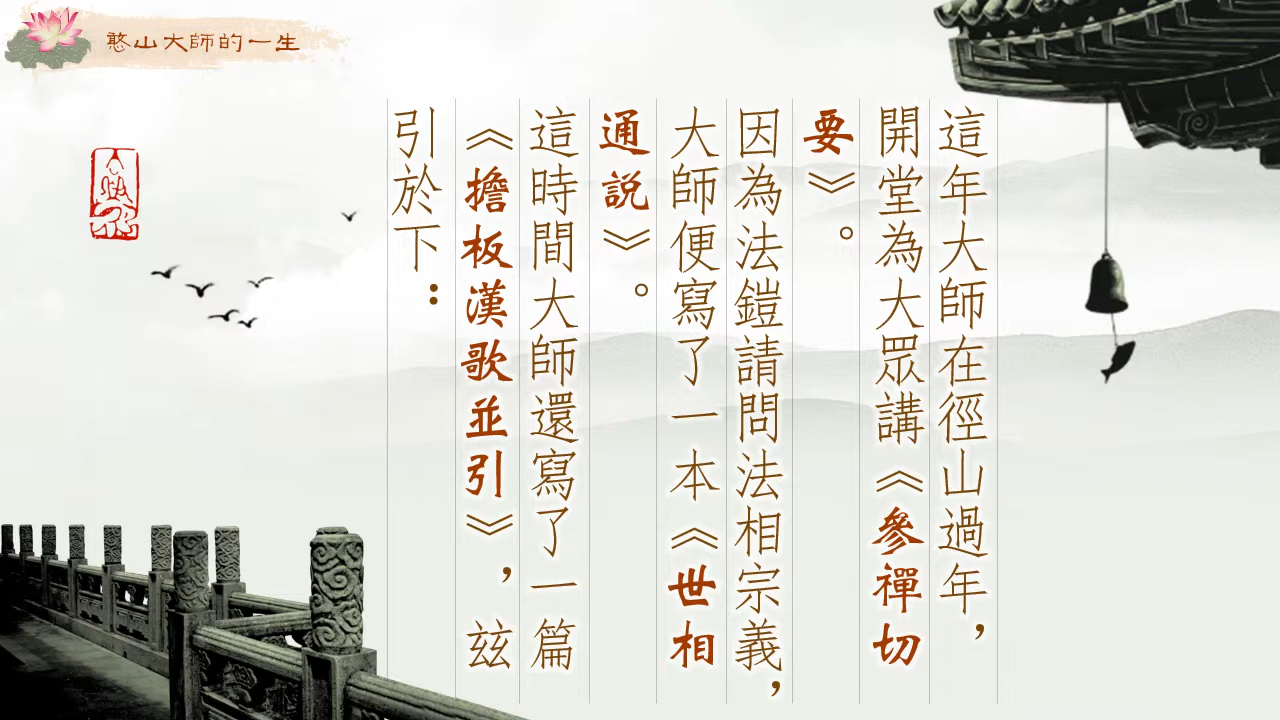 憨山大師的一生
這年大師在徑山過年，
開堂為大眾講《參禪切
要》。
因為法鎧請問法相宗義，
大師便寫了一本《世相
通説》。
這時間大師還寫了一篇
《擔板漢歌並引》，玆
引於下：